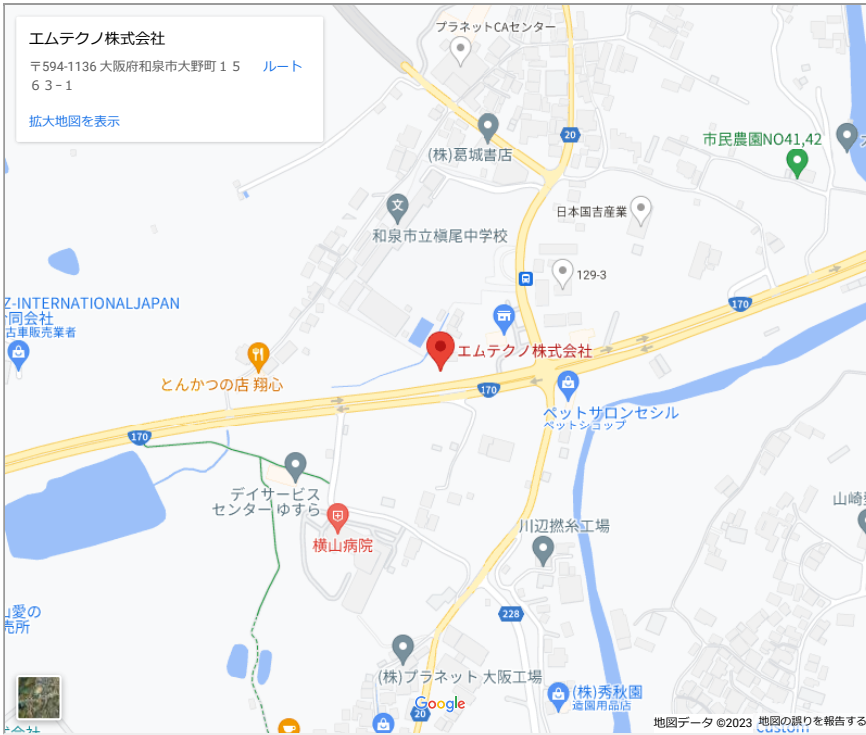 エムテクノ株式会社
〒594-1136 大阪府和泉市大野町１５
６３−１
ルート
拡大地図を表示
プラネットCAセンター
20
(株)葛城書店
市民農園NO41,42
文
和泉市立槇尾中学校
日本国吉産業
129-3
Z-INTERNATIONALJAPAN
同会社
古車販売業者
170
エムテクノ株式会社
とんかつの店 翔心
170
ペットサロンセシル
ペットショップ
170
デイサービス
センター ゆすら
横山病院
川辺撚糸工場
山崎
228
山愛の
売所
(株)プラネット 大阪工場
(株)秀秋園
造園用品店
Google
20
地図データ ©2023
地図の誤りを報告する
custom